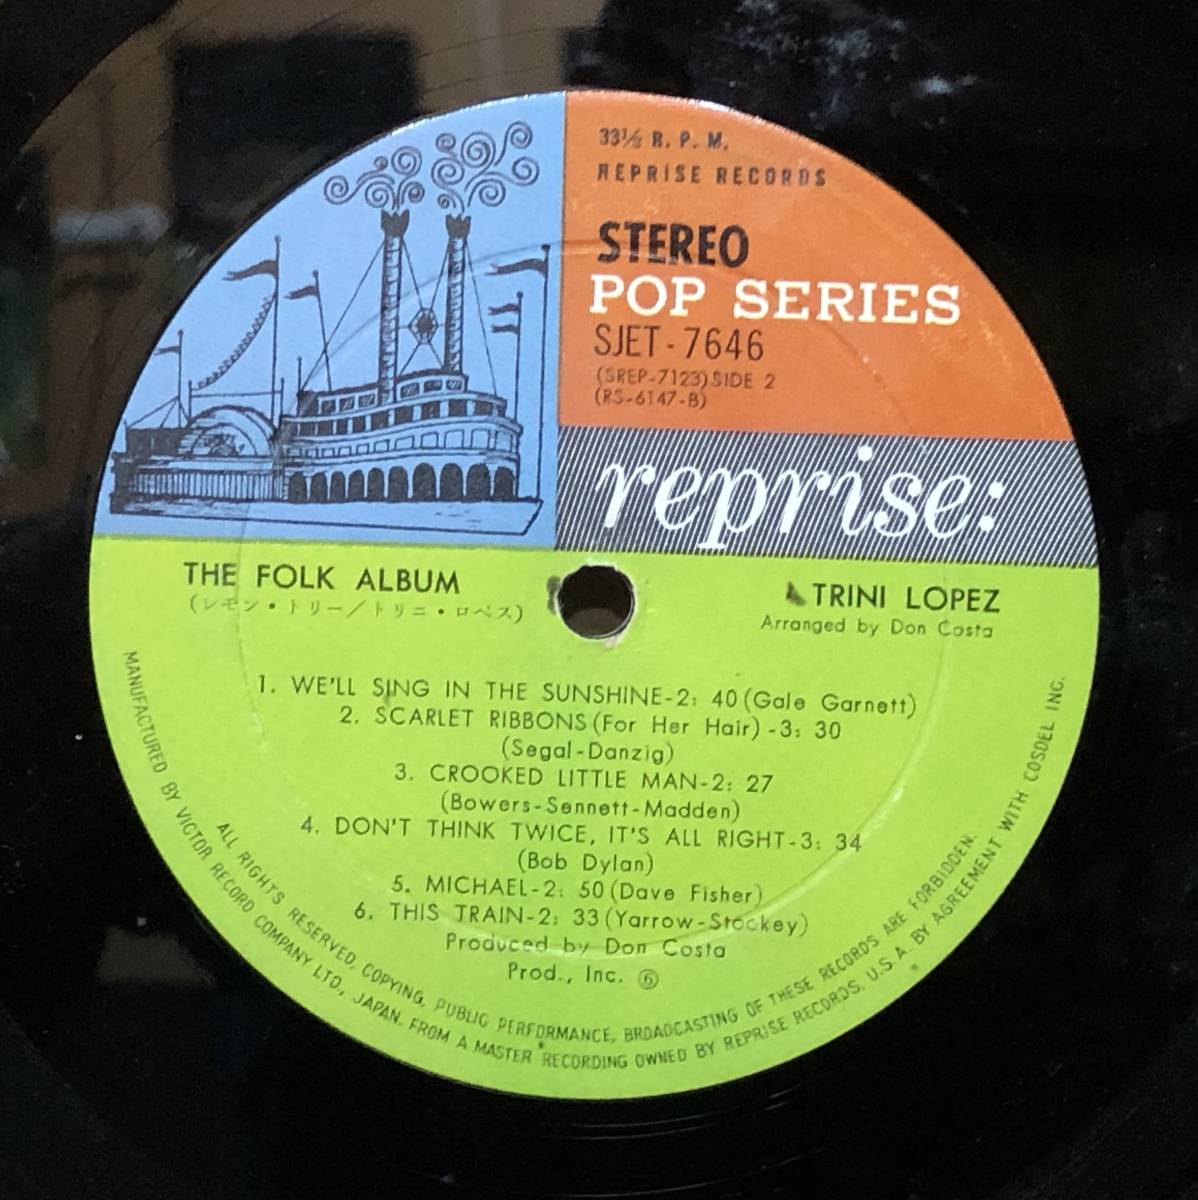 33⅓ R. P. M.
REPRISE RECORDS
STEREO
POP SERIES
SJET-7646
(SREP-7123) SIDE 2
(RS-6147-B)
reprise:
THE FOLK ALBUM
(レモン・トリー/トリニ・ロペス)
TRINI LOPEZ
Arranged by Don Costa
1. WE'LL SING IN THE SUNSHINE-2: 40 (Gale Garnett)
2. SCARLET RIBBONS (For Her Hair) -3: 30
(Segal-Danzig)
3. CROOKED LITTLE MAN-2: 27
(Bowers-Sennett-Madden)
4. DON'T THINK TWICE, IT'S ALL RIGHT-3: 34
(Bob Dylan)
5. MICHAEL-2: 50 (Dave Fisher)
6. THIS TRAIN-2: 33 (Yarrow-Stockey)
Produced by Don Costa
Prod., Inc. ⑥
ALL RIGHTS RESERVED, COPYING, PUBLIC PERFORMANCE, BROADCASTING OF THESE RECORDS ARE FORBIDDEN.
MANUFACTURED BY VICTOR RECORD COMPANY LTD., JAPAN. FROM A MASTER RECORDING OWNED BY REPRISE RECORDS, U.S.A. BY AGREEMENT WITH COSDEL INC.